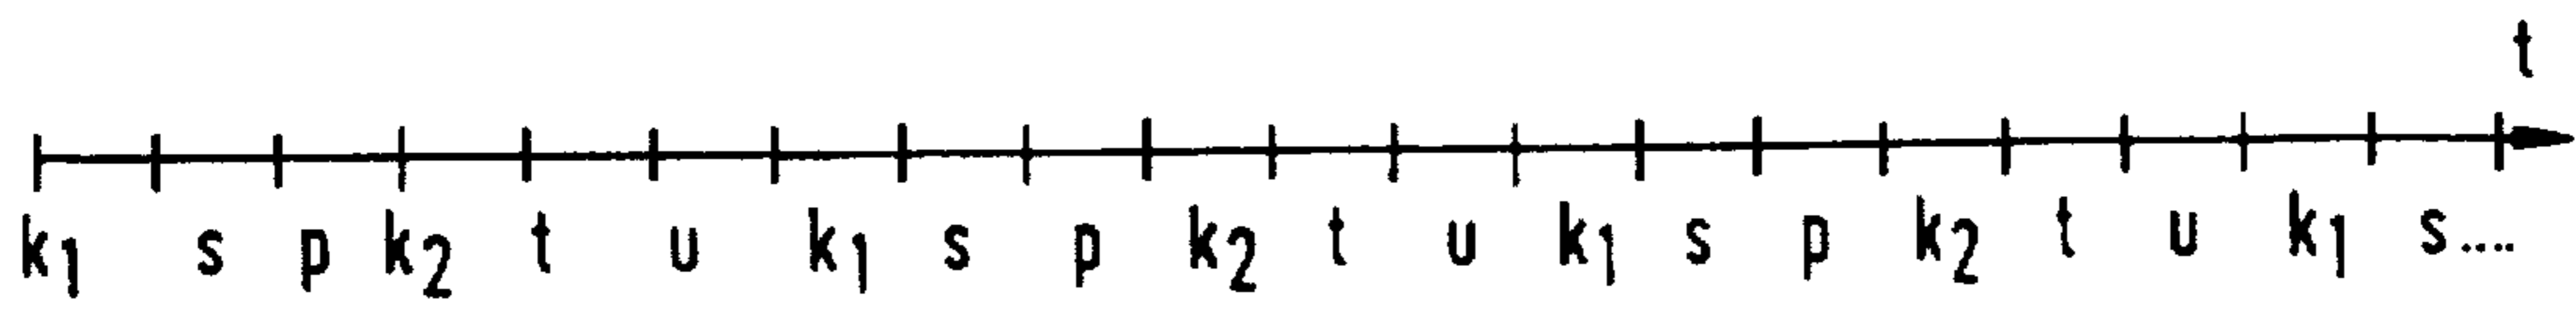 t
k₁ s p k₂ t u k₁ s p k₂ t u k₁ s p k₂ t u k₁ s....